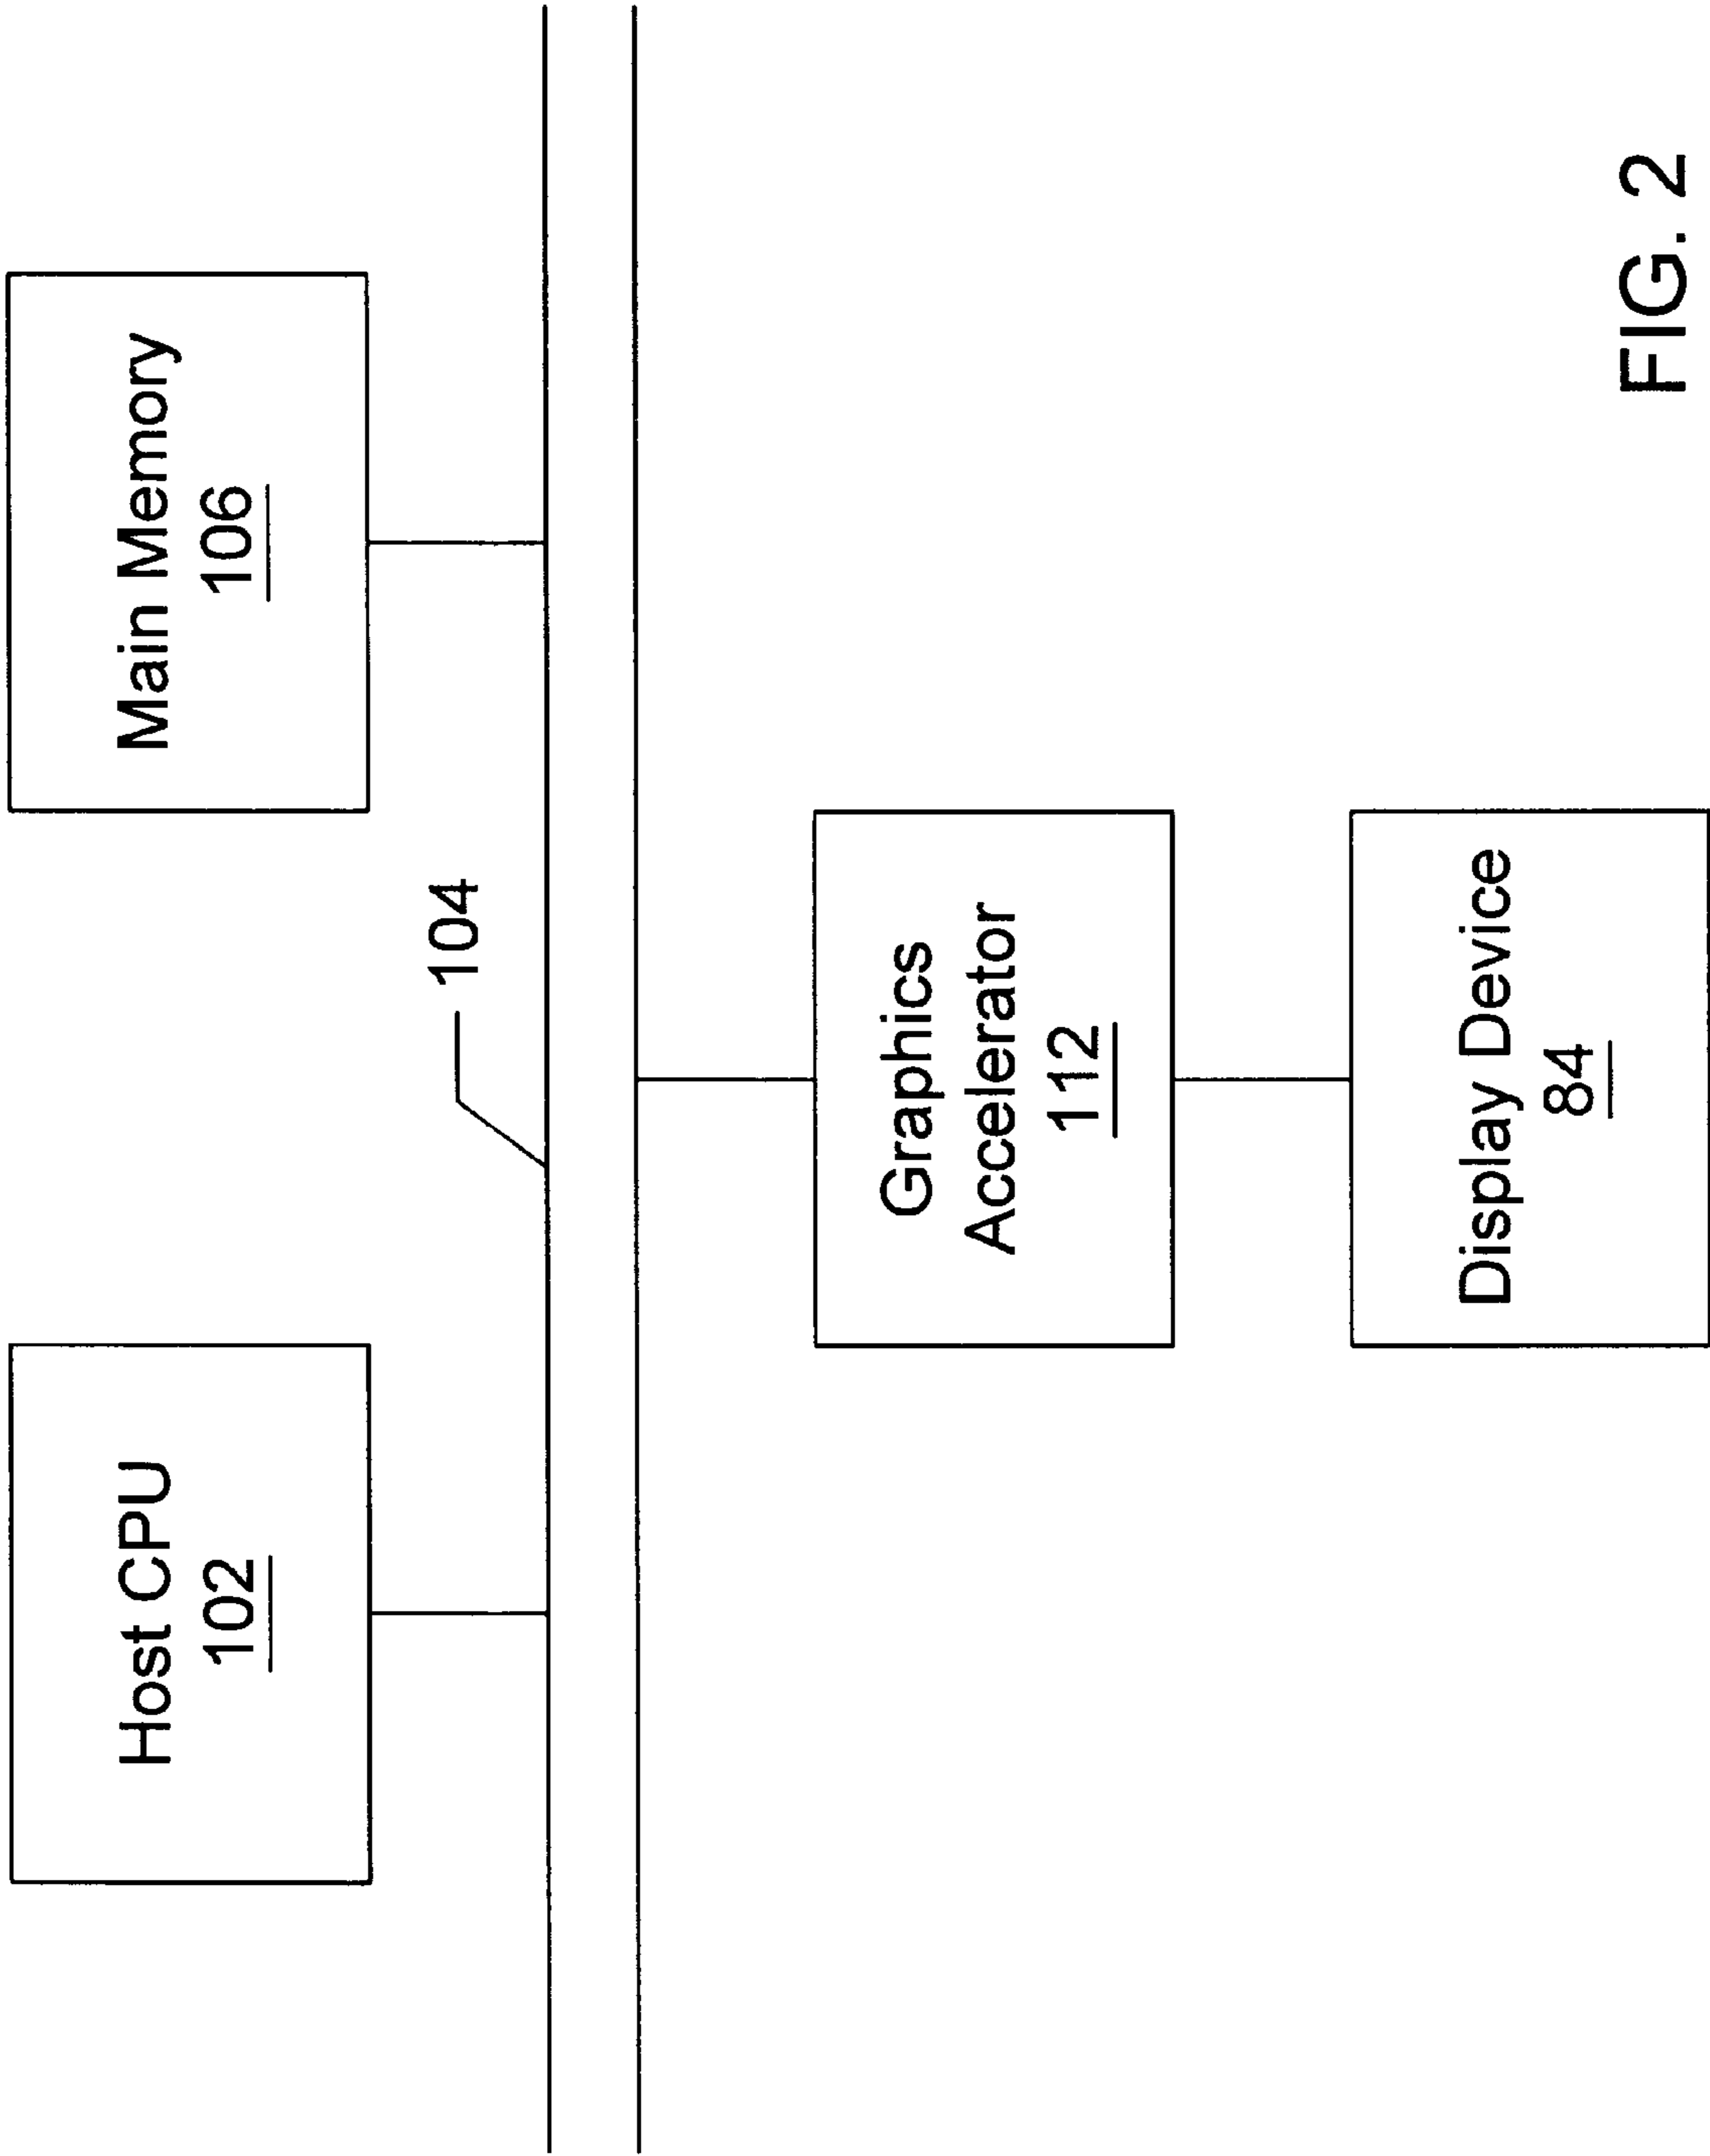 Host CPU
102
Main Memory
106
104
Graphics
Accelerator
112
Display Device
84
FIG. 2